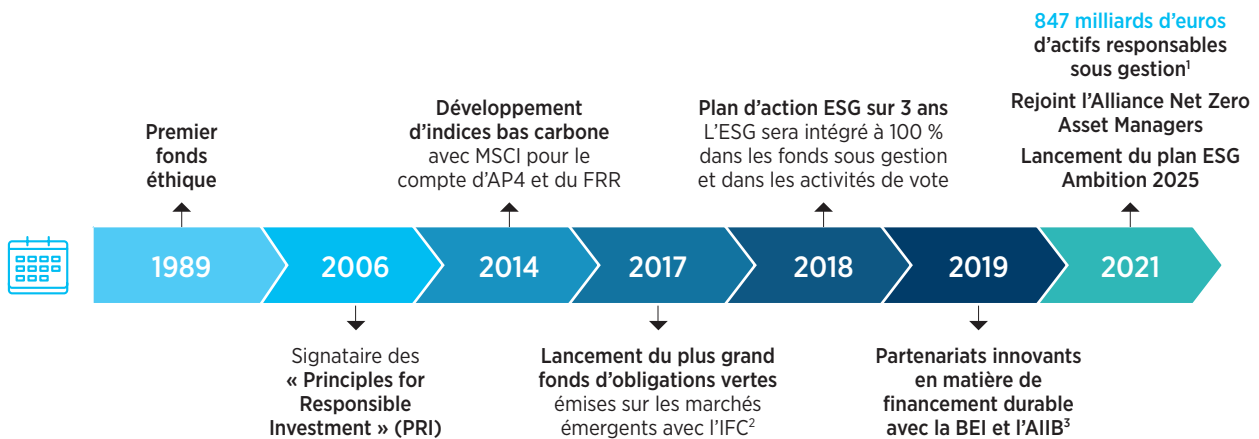 847 milliards d'euros
d'actifs responsables
sous gestion¹
Rejoint l'Alliance Net Zero
Asset Managers
Lancement du plan ESG
Ambition 2025
Premier
fonds
éthique
Développement
d'indices bas carbone
avec MSCI pour le
compte d'AP4 et du FRR
Plan d'action ESG sur 3 ans
L'ESG sera intégré à 100 %
dans les fonds sous gestion
et dans les activités de vote
1989
2006
2014
2017
2018
2019
2021
Signataire des
« Principles for
Responsible
Investment » (PRI)
Lancement du plus grand
fonds d'obligations vertes
émises sur les marchés
émergents avec l'IFC²
Partenariats innovants
en matière de
financement durable
avec la BEI et l'AIIB³